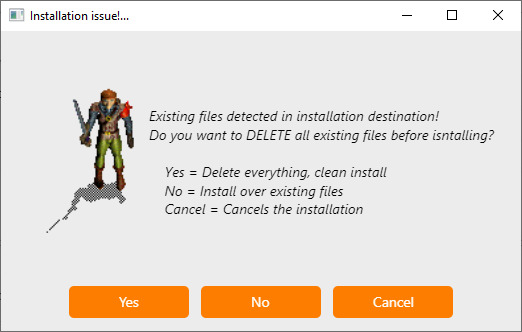 Installation issue!...
Existing files detected in installation destination!
Do you want to DELETE all existing files before isntalling?
Yes = Delete everything, clean install
No = Install over existing files
Cancel = Cancels the installation
Yes No Cancel